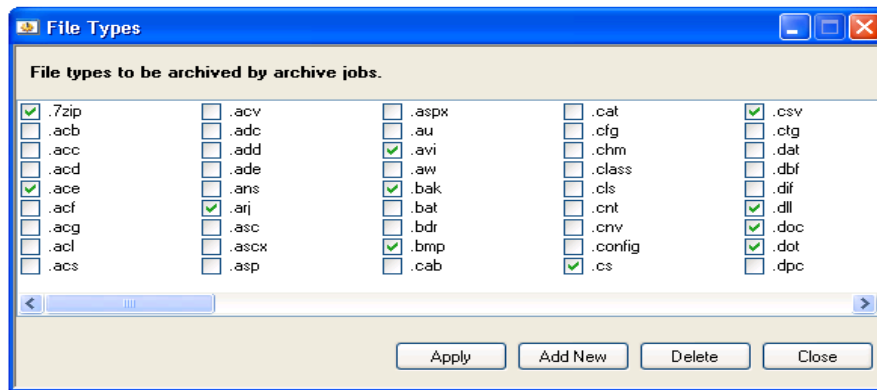 File Types
File types to be archived by archive jobs.
.7zip .acv .aspx .cat .csv
.acb .adc .au .cfg .ctg
.acc .add .avi .chm .dat
.acd .ade .aw .class .dbf
.ace .ans .bak .cls .dif
.acf .arj .bat .cnt .dll
.acg .asc .bdr .cnv .doc
.acl .ascx .bmp .config .dot
.acs .asp .cab .cs .dpc
Apply Add New Delete Close